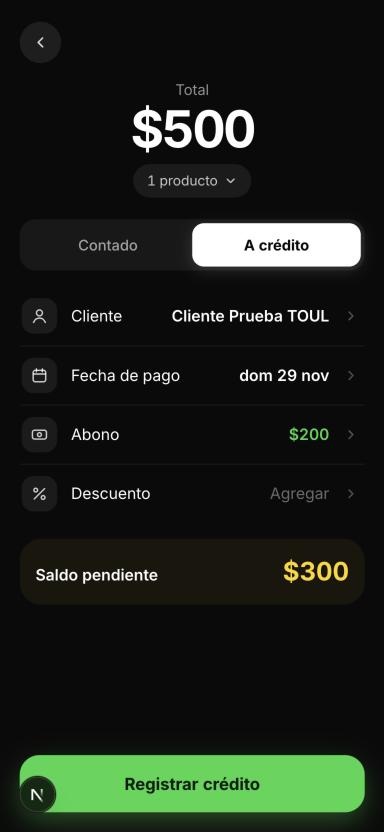 Total
$500
1 producto
Contado
A crédito
Cliente
Cliente Prueba TOUL
Fecha de pago
dom 29 nov
Abono
$200
Descuento
Agregar
Saldo pendiente
$300
Registrar crédito
N